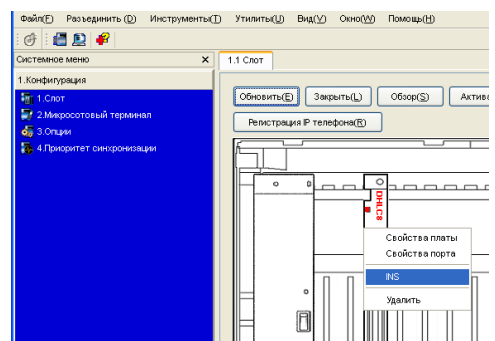 Файл(F) Разъединить (D) Инструменты(T) Утилиты(U) Вид(V) Окно(W) Помощь(H)
Системное меню
1.1 Слот
1.Конфигурация
1.Слот
2.Микросотовый терминал
3.Опции
4.Приоритет синхронизации
Обновить(E) Закрыть(L) Обзор(S) Актива
Регистрация IP телефона(R)
DHLC8
Свойства платы
Свойства порта
INS
Удалить